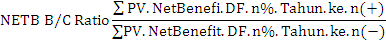 NETB B/C Ratio
∑ PV. NetBenefi. DF. n%. Tahun. ke. n(+)
∑PV. NetBenefit. DF. n%. Tahun. ke. n(−)